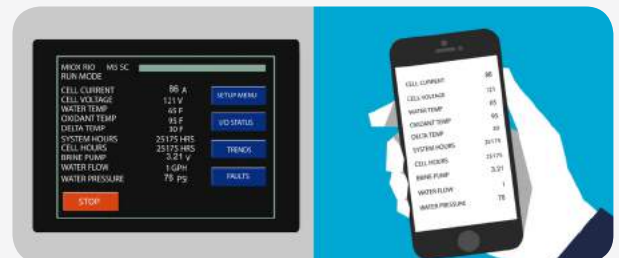 MIOX RIO M5 SC
RUN MODE
CELL CURRENT 86 A
CELL VOLTAGE 121 V
WATER TEMP 65 F
OXIDANT TEMP 95 F
DELTA TEMP 30 F
SYSTEM HOURS 25175 HRS
CELL HOURS 25175 HRS
BRINE PUMP 3.21 V
WATER FLOW 1 GPH
WATER PRESSURE 78 PSI
SETUP MENU
I/O STATUS
TRENDS
FAULTS
STOP
CELL CURRENT 86
CELL VOLTAGE 121
WATER TEMP 65
OXIDANT TEMP 95
DELTA TEMP 30
SYSTEM HOURS 25175
CELL HOURS 25175
BRINE PUMP 3.21
WATER FLOW 1
WATER PRESSURE 78